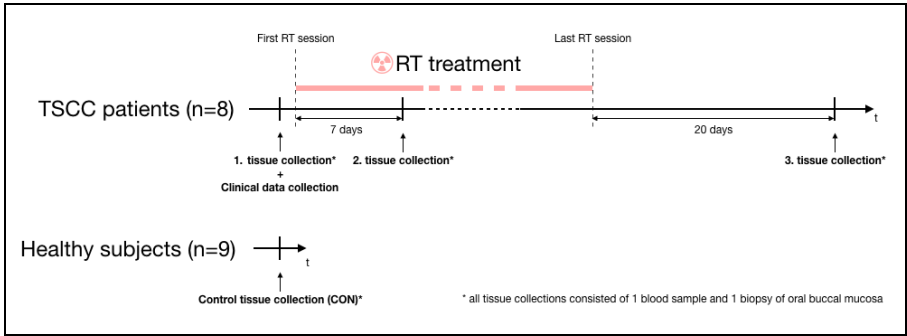 First RT session
Last RT session
RT treatment
TSCC patients (n=8)
t
7 days
20 days
1. tissue collection*
2. tissue collection*
3. tissue collection*
+
Clinical data collection
Healthy subjects (n=9)
t
Control tissue collection (CON)*
* all tissue collections consisted of 1 blood sample and 1 biopsy of oral buccal mucosa